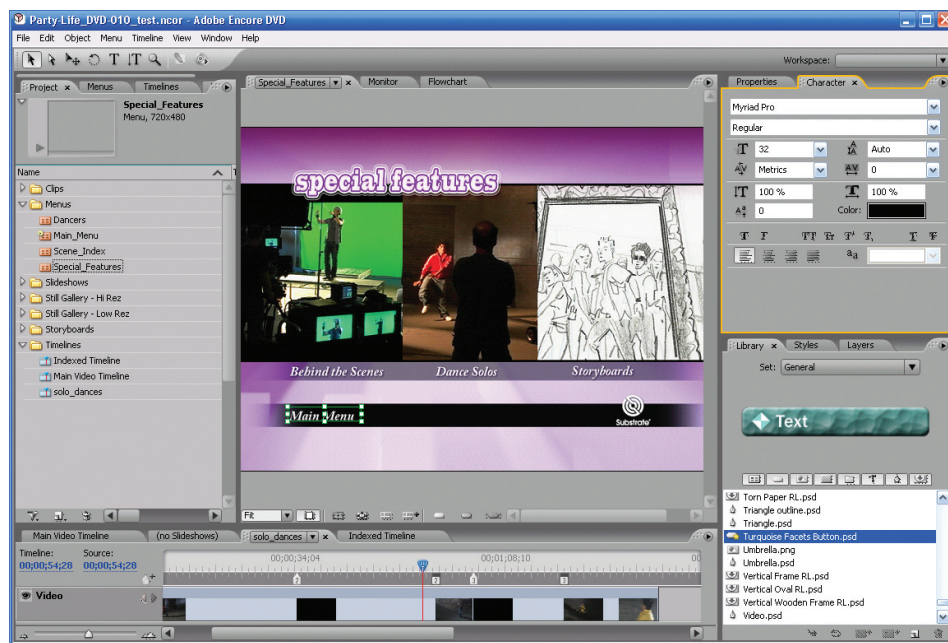 Party-Life_DVD-010_test.ncor - Adobe Encore DVD
File Edit Object Menu Timeline View Window Help
Workspace:
Project Menus Timelines
Special_Features
Menu, 720x480
Name
Clips
Menus
Dancers
Main_Menu
Scene_Index
Special_Features
Slideshows
Still Gallery - Hi Rez
Still Gallery - Low Rez
Storyboards
Timelines
Indexed Timeline
Main Video Timeline
solo_dances
Special_Features Monitor Flowchart
special features
Behind the Scenes Dance Solos Storyboards
Main Menu
Substrate
Fit
Properties Character
Myriad Pro
Regular
32 Auto
Metrics 0
100 % 100 %
0 Color:
Library Styles Layers
Set: General
Text
Torn Paper RL.psd
Triangle outline.psd
Triangle.psd
Turquoise Facets Button.psd
Umbrella.png
Umbrella.psd
Vertical Frame RL.psd
Vertical Oval RL.psd
Vertical Wooden Frame RL.psd
Video.psd
Main Video Timeline (no Slideshows) solo_dances Indexed Timeline
Timeline: Source:
00;00;54;28 00;00;54;28
00;00;34;04 00;01;08;10 00
2 3
Video